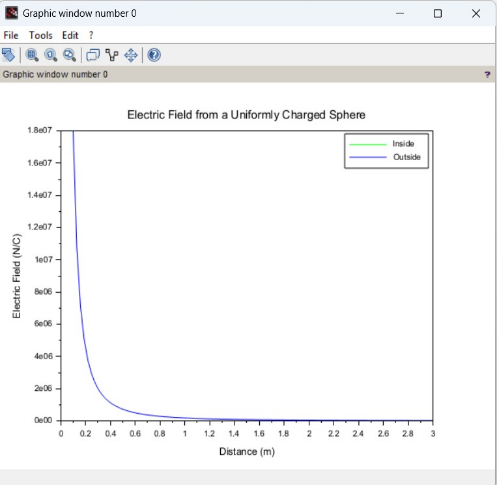 Graphic window number 0
File Tools Edit ?
Graphic window number 0 ?
Electric Field from a Uniformly Charged Sphere
Inside
Outside
1.8e07
1.6e07
1.4e07
1.2e07
1e07
8e06
6e06
4e06
2e06
0e00
Electric Field (N/C)
0 0.2 0.4 0.6 0.8 1 1.2 1.4 1.6 1.8 2 2.2 2.4 2.6 2.8 3
Distance (m)